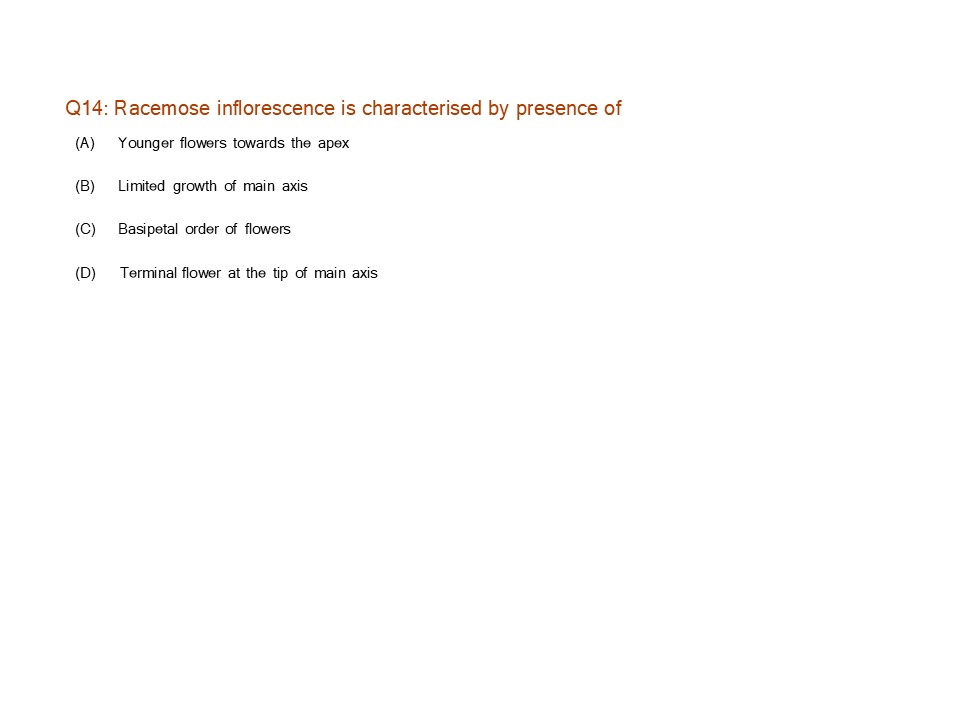 Q14: Racemose inflorescence is characterised by presence of
(A) Younger flowers towards the apex
(B) Limited growth of main axis
(C) Basipetal order of flowers
(D) Terminal flower at the tip of main axis